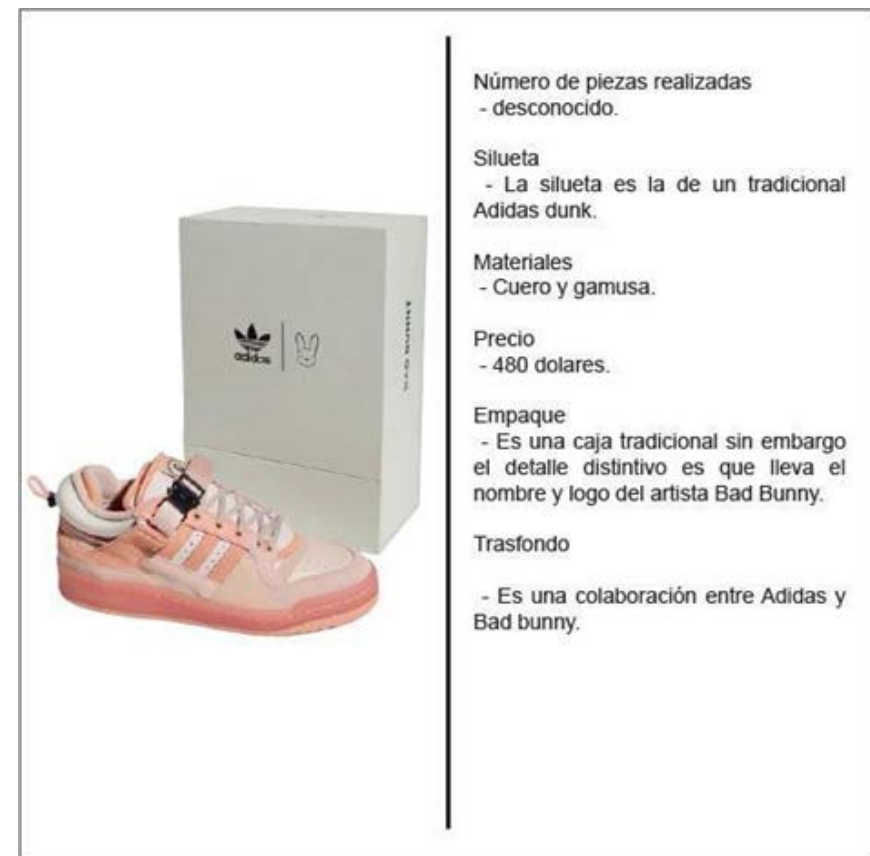 adidas
BAD BUNNY
Número de piezas realizadas
- desconocido.
Silueta
- La silueta es la de un tradicional
Adidas dunk.
Materiales
- Cuero y gamusa.
Precio
- 480 dolares.
Empaque
- Es una caja tradicional sin embargo
el detalle distintivo es que lleva el
nombre y logo del artista Bad Bunny.
Trasfondo
- Es una colaboración entre Adidas y
Bad bunny.